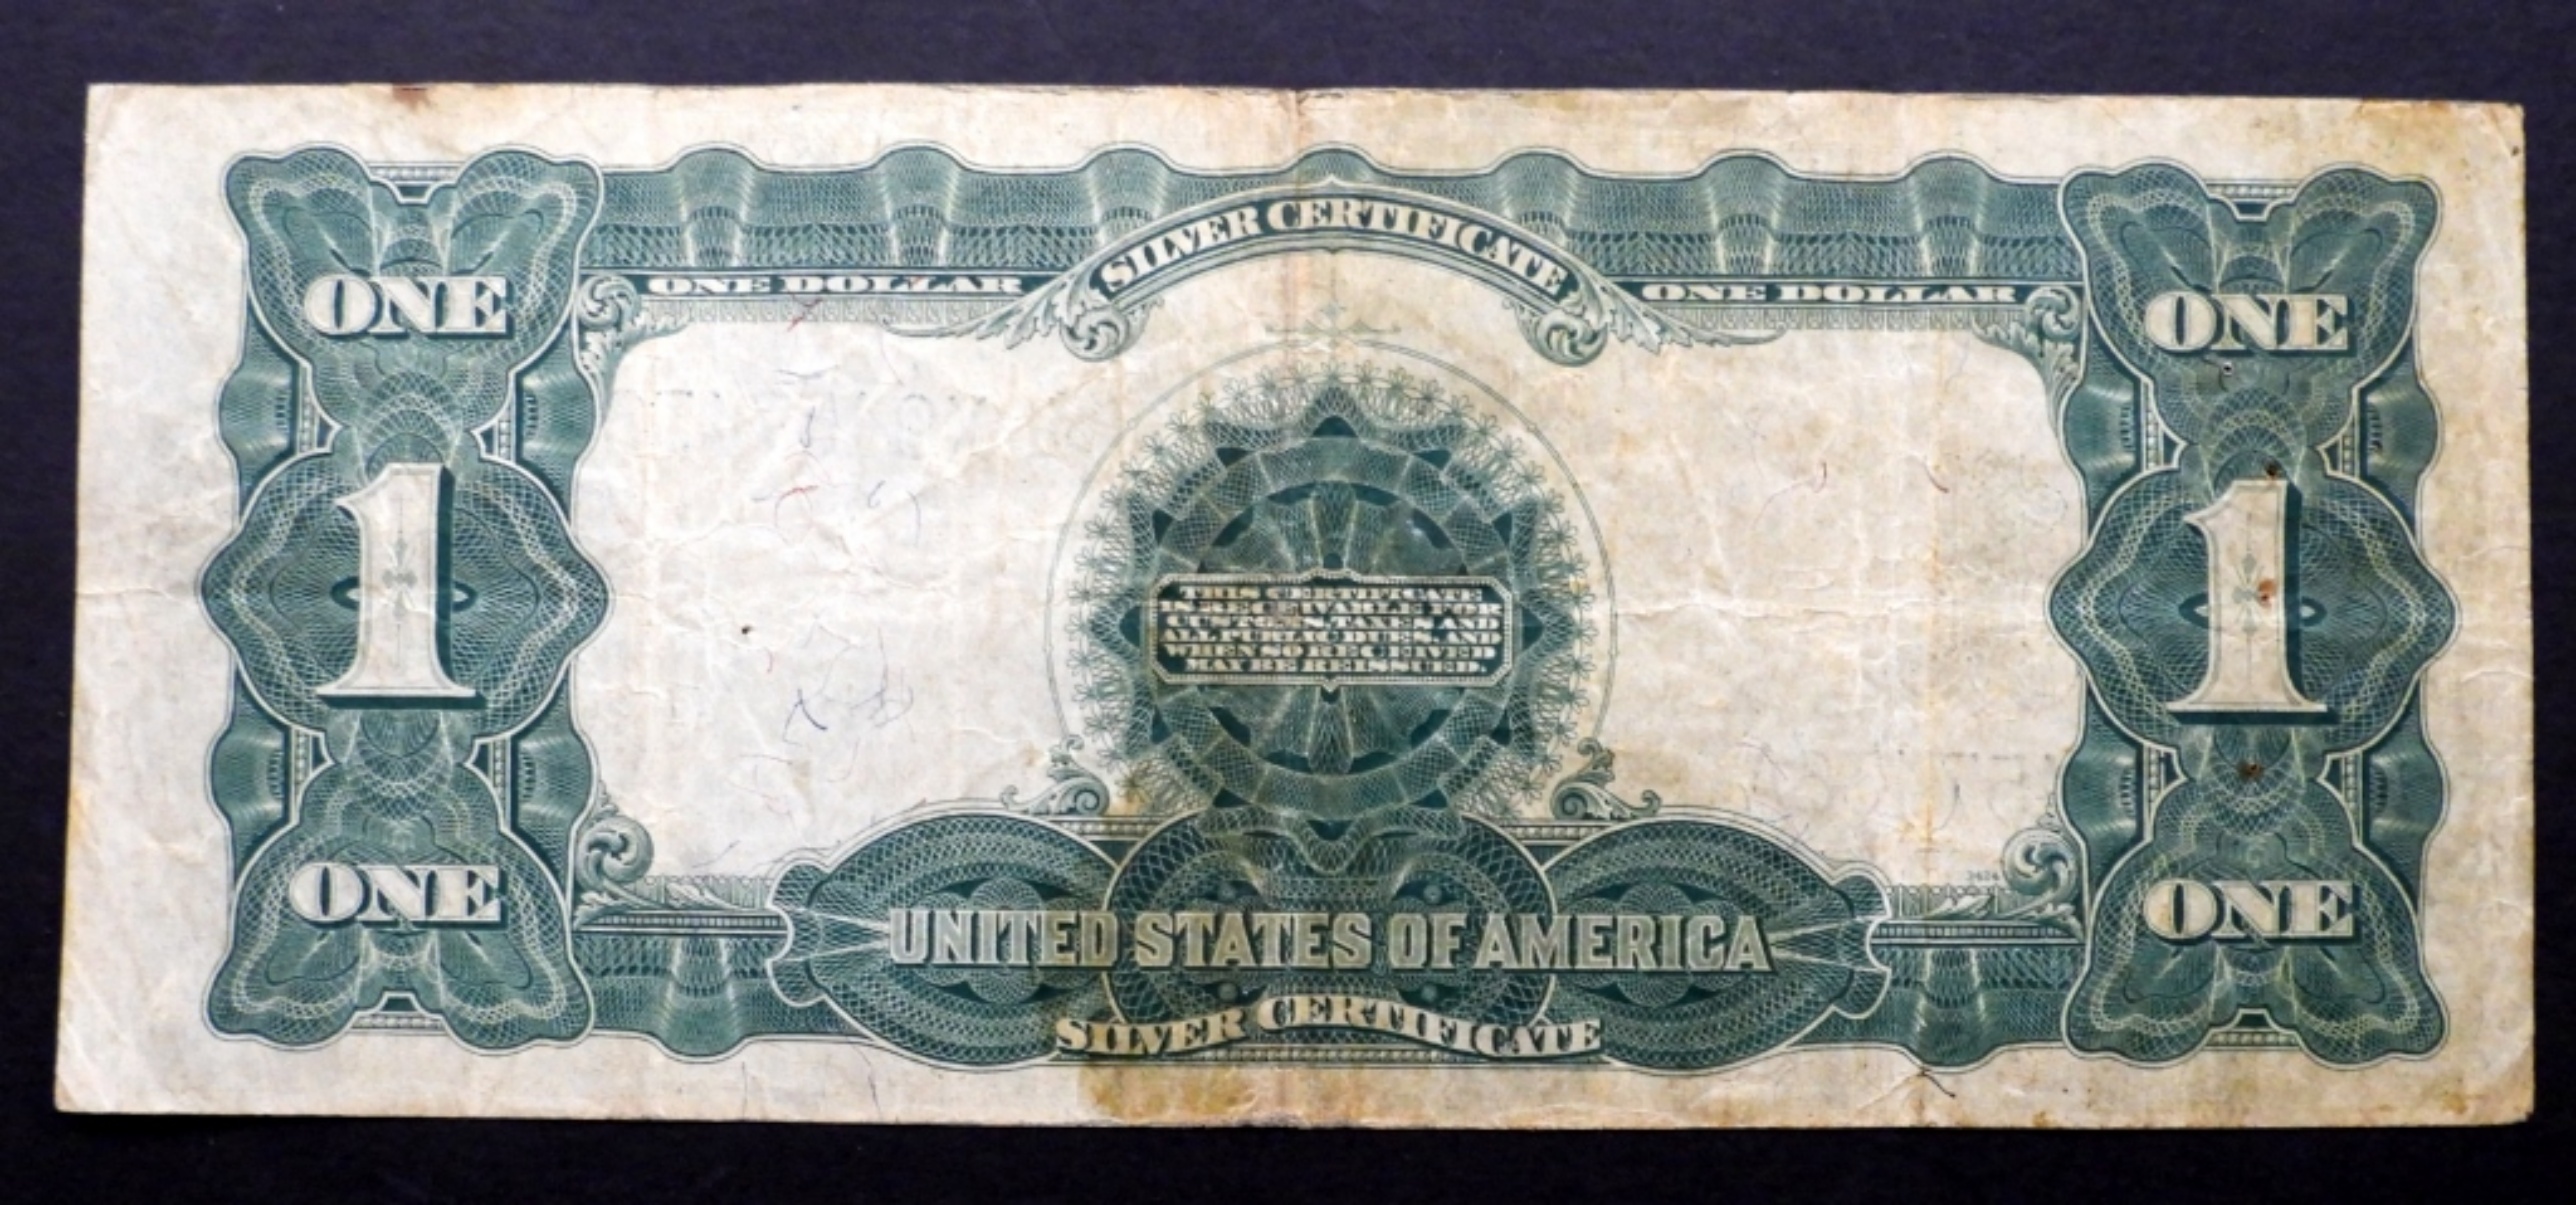 SILVER CERTIFICATE
ONE
ONE DOLLAR
ONE DOLLAR
ONE
1
1
THIS CERTIFICATE
IS RECEIVABLE FOR
CUSTOMS, TAXES AND
ALL PUBLIC DUES, AND
WHEN SO RECEIVED
MAY BE REISSUED.
ONE
UNITED STATES OF AMERICA
ONE
SILVER CERTIFICATE